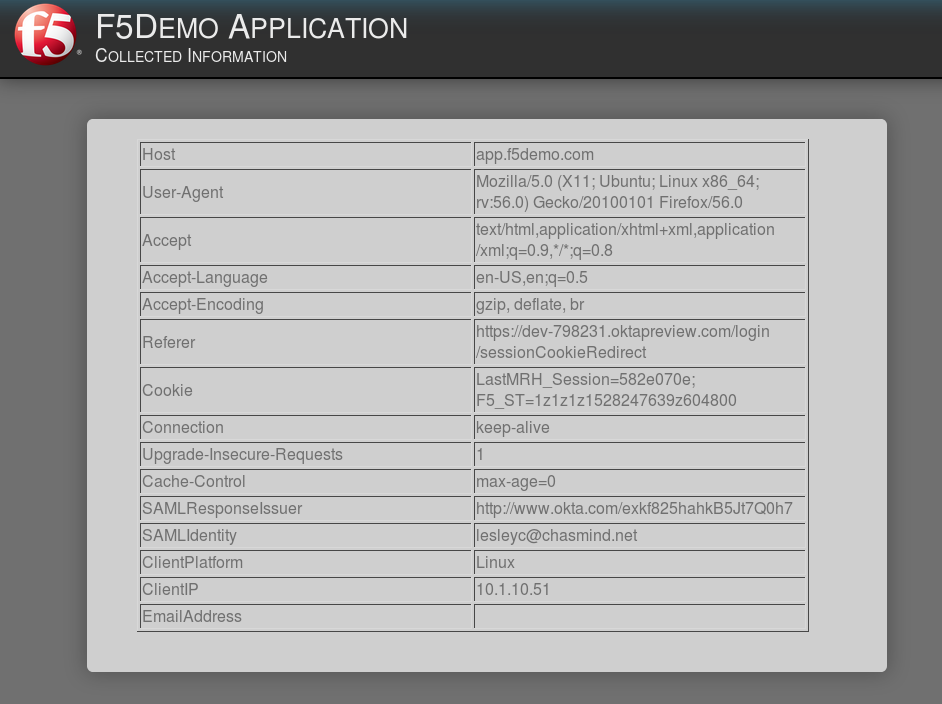 f5
F5Demo Application
Collected Information
Host app.f5demo.com
User-Agent Mozilla/5.0 (X11; Ubuntu; Linux x86_64;
rv:56.0) Gecko/20100101 Firefox/56.0
Accept text/html,application/xhtml+xml,application
/xml;q=0.9,*/*;q=0.8
Accept-Language en-US,en;q=0.5
Accept-Encoding gzip, deflate, br
Referer https://dev-798231.oktapreview.com/login
/sessionCookieRedirect
Cookie LastMRH_Session=582e070e;
F5_ST=1z1z1z1528247639z604800
Connection keep-alive
Upgrade-Insecure-Requests 1
Cache-Control max-age=0
SAMLResponseIssuer http://www.okta.com/exkf825hahkB5Jt7Q0h7
SAMLIdentity lesleyc@chasmind.net
ClientPlatform Linux
ClientIP 10.1.10.51
EmailAddress